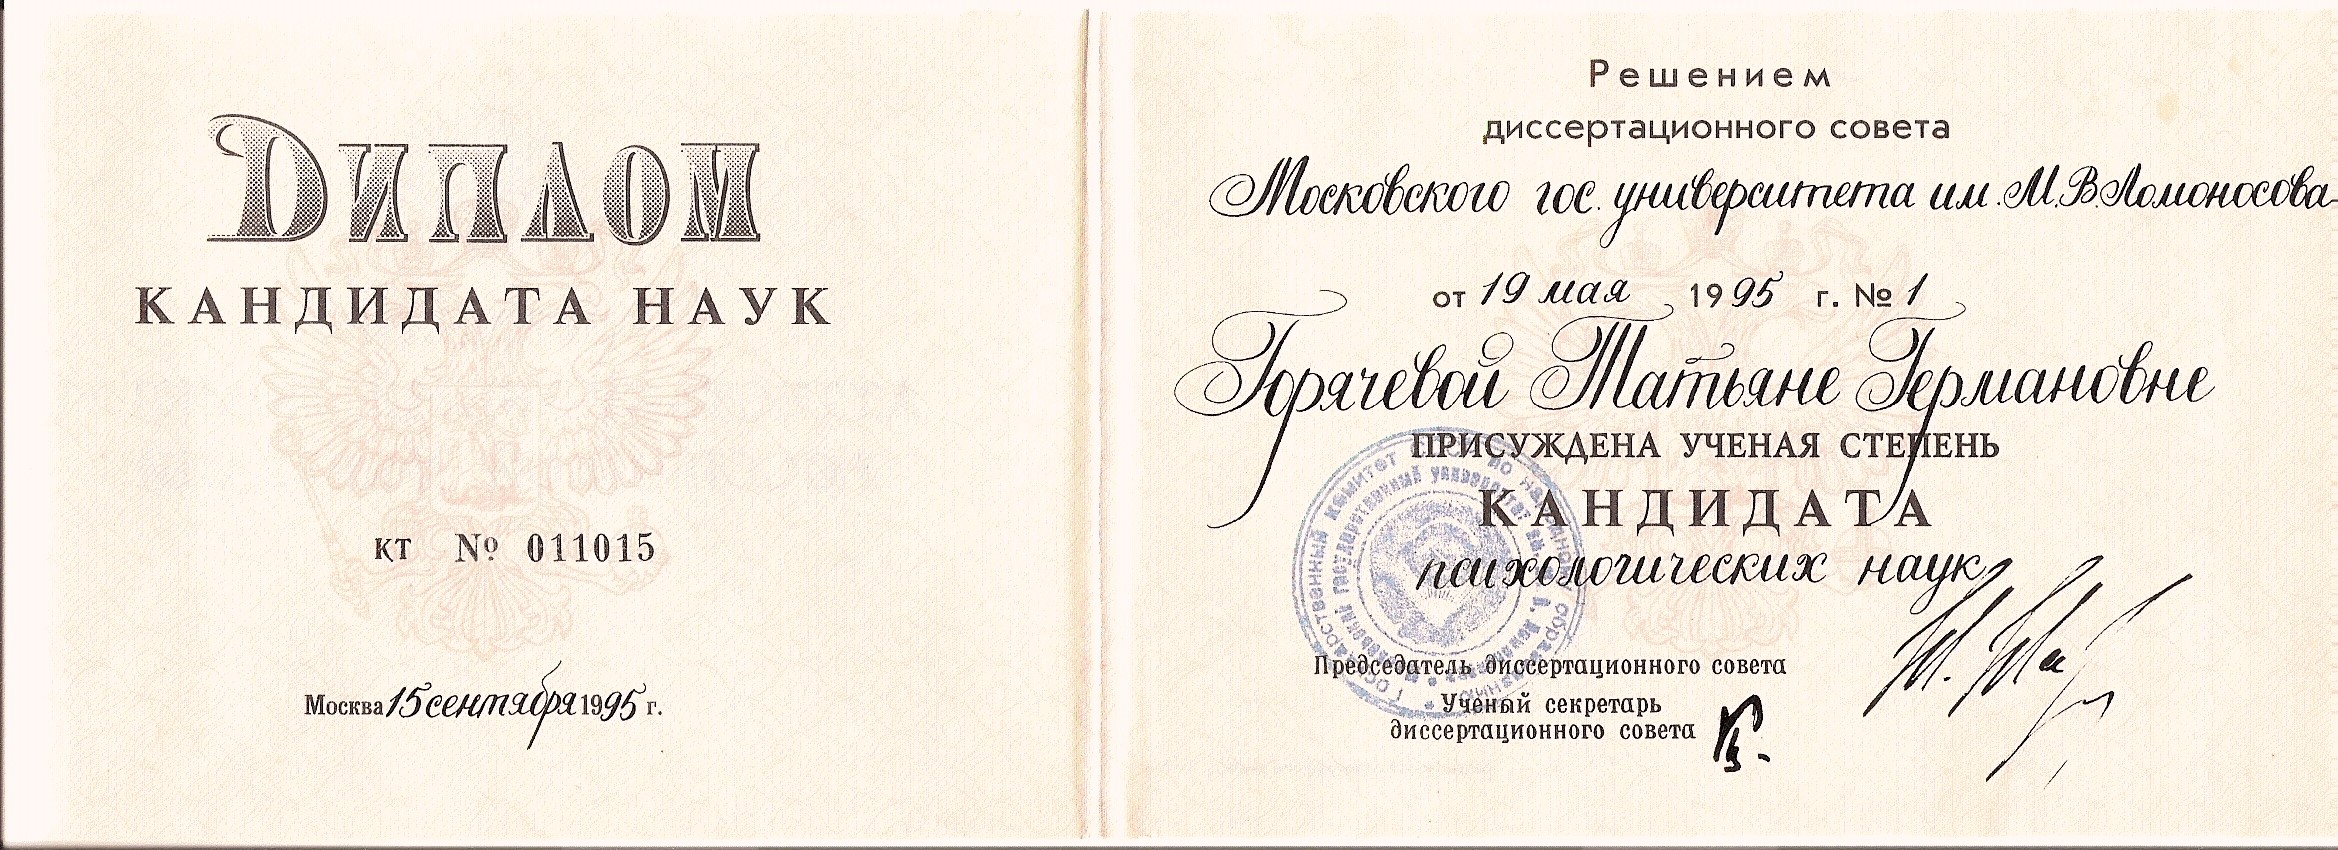 Диплом
КАНДИДАТА НАУК
КТ № 011015
Москва 15 сентября 1995 г.
Решением
диссертационного совета
Московского гос. университета им. М.В.Ломоносова
от 19 мая 1995 г. № 1
Горячевой Татьяне Германовне
ПРИСУЖДЕНА УЧЕНАЯ СТЕПЕНЬ
КАНДИДАТА
психологических наук
Председатель диссертационного совета
Ученый секретарь
диссертационного совета